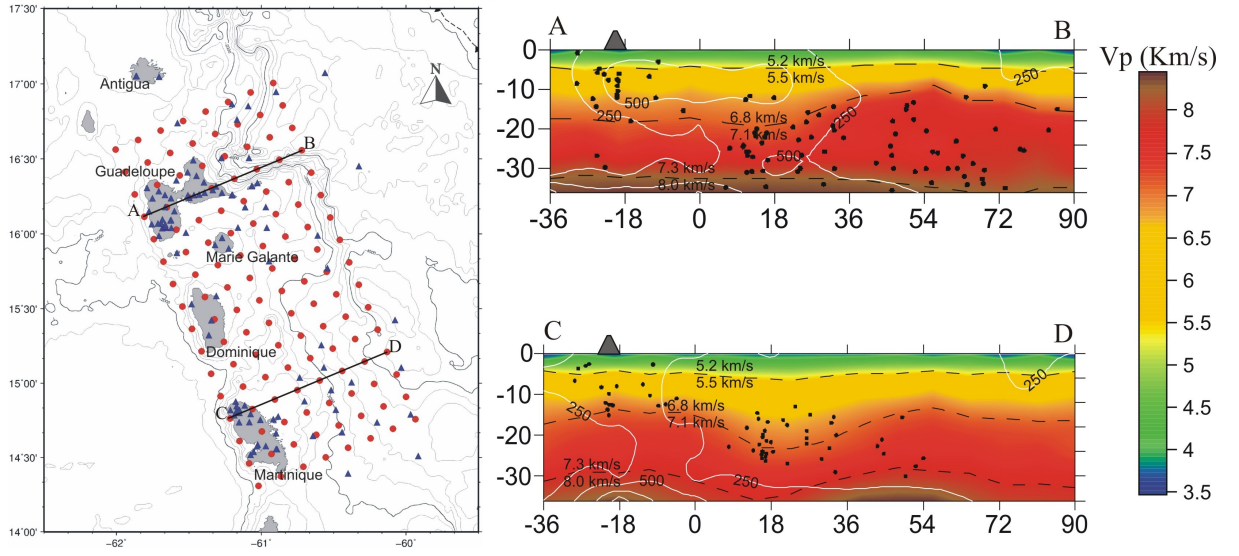 17°30'
17°00'
16°30'
16°00'
15°30'
15°00'
14°30'
14°00'
−62°
−61°
−60°
N
Antigua
Guadeloupe
A
B
Marie Galante
Dominique
C
D
Martinique
A
B
0
-10
-20
-30
5.2 km/s
5.5 km/s
250
500
250
6.8 km/s
7.1 km/s
250
500
7.3 km/s
8.0 km/s
-36
-18
0
18
36
54
72
90
C
D
0
-10
-20
-30
5.2 km/s
5.5 km/s
250
250
6.8 km/s
7.1 km/s
7.3 km/s
8.0 km/s
500
250
-36
-18
0
18
36
54
72
90
Vp (Km/s)
8
7.5
7
6.5
6
5.5
5
4.5
4
3.5